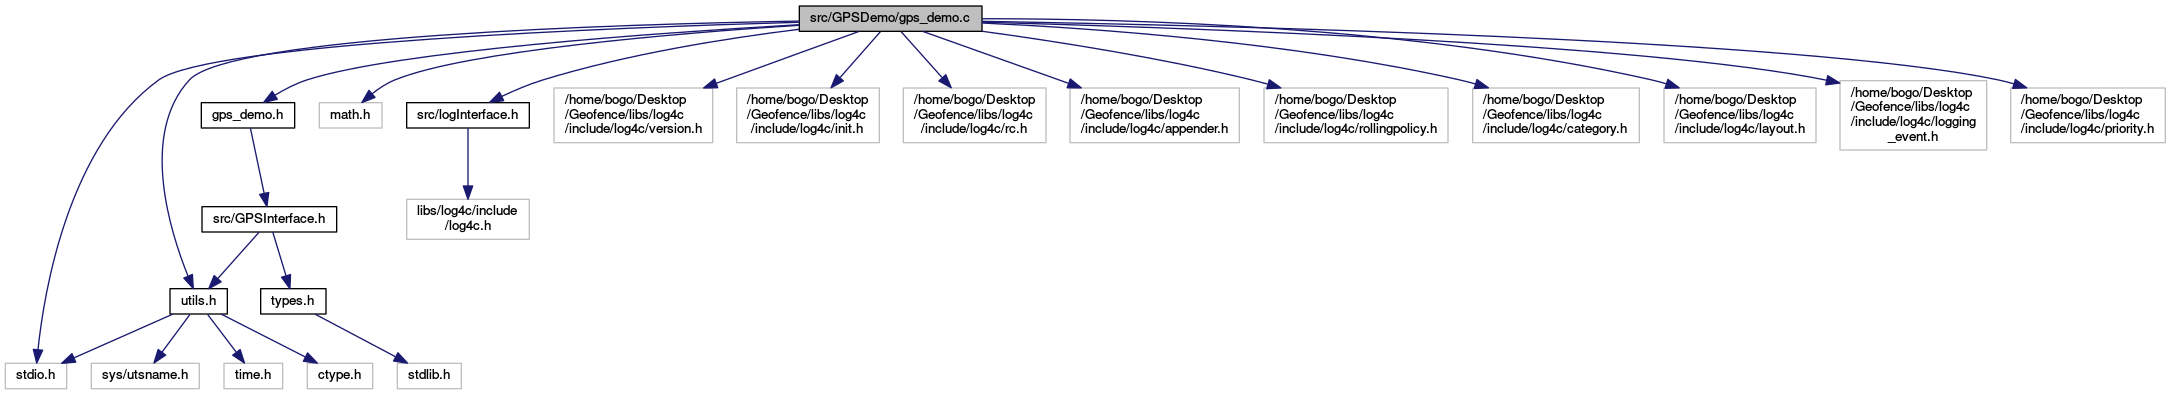 src/GPSDemo/gps_demo.c
gps_demo.h
math.h
src/logInterface.h
/home/bogo/Desktop
/Geofence/libs/log4c
/include/log4c/version.h
/home/bogo/Desktop
/Geofence/libs/log4c
/include/log4c/init.h
/home/bogo/Desktop
/Geofence/libs/log4c
/include/log4c/rc.h
/home/bogo/Desktop
/Geofence/libs/log4c
/include/log4c/appender.h
/home/bogo/Desktop
/Geofence/libs/log4c
/include/log4c/rollingpolicy.h
/home/bogo/Desktop
/Geofence/libs/log4c
/include/log4c/category.h
/home/bogo/Desktop
/Geofence/libs/log4c
/include/log4c/layout.h
/home/bogo/Desktop
/Geofence/libs/log4c
/include/log4c/logging
_event.h
/home/bogo/Desktop
/Geofence/libs/log4c
/include/log4c/priority.h
src/GPSInterface.h
libs/log4c/include
/log4c.h
utils.h
types.h
stdio.h
sys/utsname.h
time.h
ctype.h
stdlib.h